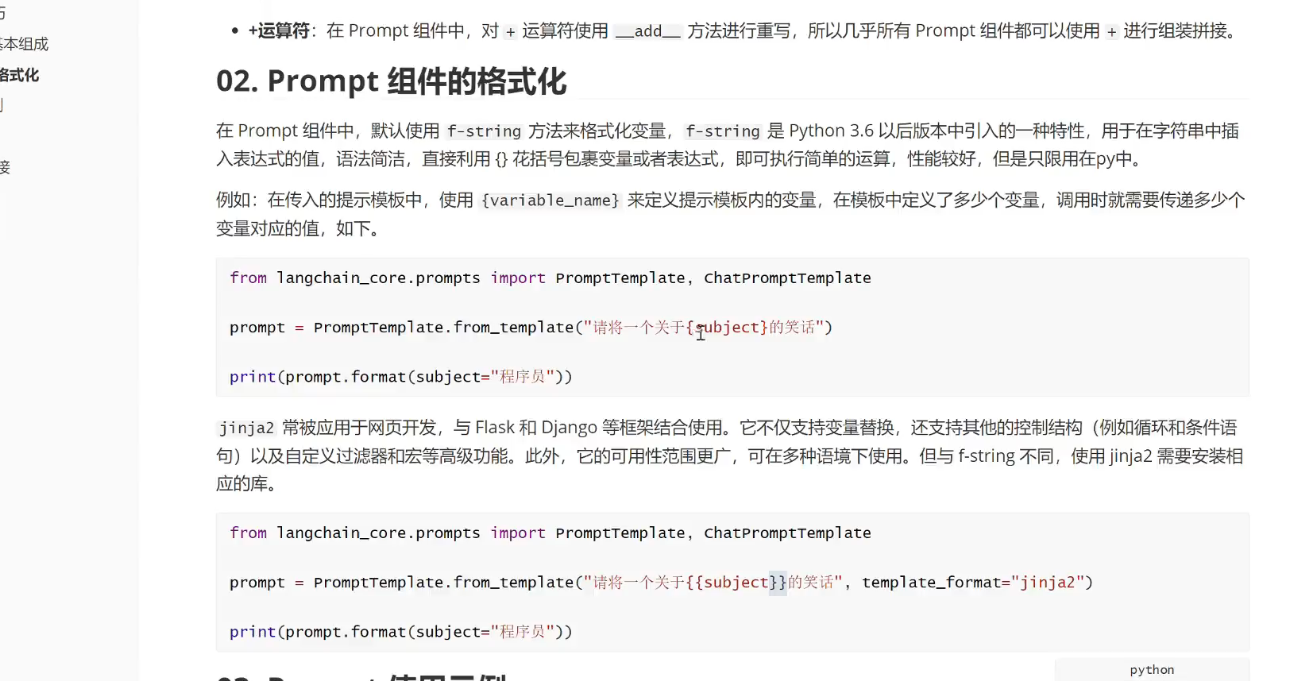 基本组成
格式化
接
• +运算符：在 Prompt 组件中，对 + 运算符使用 __add__ 方法进行重写，所以几乎所有 Prompt 组件都可以使用 + 进行组装拼接。
02. Prompt 组件的格式化
在 Prompt 组件中，默认使用 f-string 方法来格式化变量，f-string 是 Python 3.6 以后版本中引入的一种特性，用于在字符串中插
入表达式的值，语法简洁，直接利用 {} 花括号包裹变量或者表达式，即可执行简单的运算，性能较好，但是只限用在py中。
例如：在传入的提示模板中，使用 {variable_name} 来定义提示模板内的变量，在模板中定义了多少个变量，调用时就需要传递多少个
变量对应的值，如下。
from langchain_core.prompts import PromptTemplate, ChatPromptTemplate
prompt = PromptTemplate.from_template("请将一个关于{subject}的笑话")
print(prompt.format(subject="程序员"))
jinja2 常被应用于网页开发，与 Flask 和 Django 等框架结合使用。它不仅支持变量替换，还支持其他的控制结构（例如循环和条件语
句）以及自定义过滤器和宏等高级功能。此外，它的可用性范围更广，可在多种语境下使用。但与 f-string 不同，使用 jinja2 需要安装相
应的库。
from langchain_core.prompts import PromptTemplate, ChatPromptTemplate
prompt = PromptTemplate.from_template("请将一个关于{{subject}}的笑话", template_format="jinja2")
print(prompt.format(subject="程序员"))
python